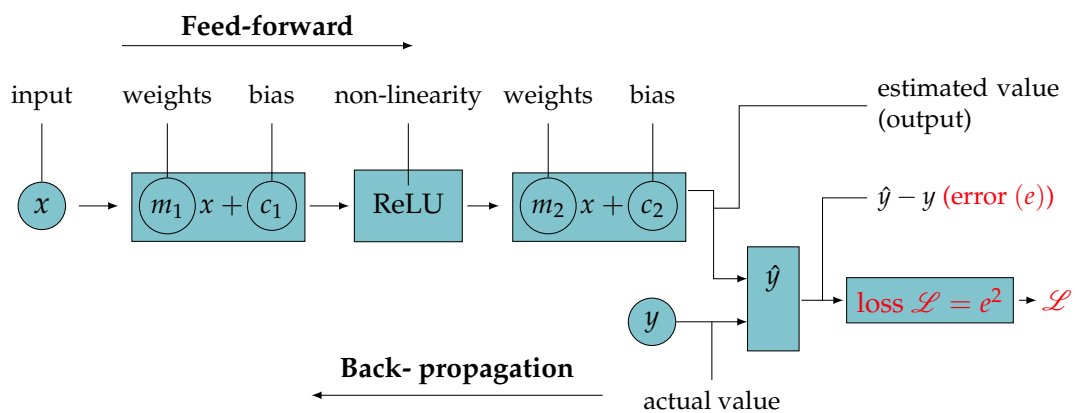 Feed-forward
input weights bias non-linearity weights bias
estimated value
(output)
x m₁ x + c₁ ReLU m₂ x + c₂
ŷ − y (error (e))
ŷ
loss ℒ = e² ℒ
y
Back- propagation
actual value